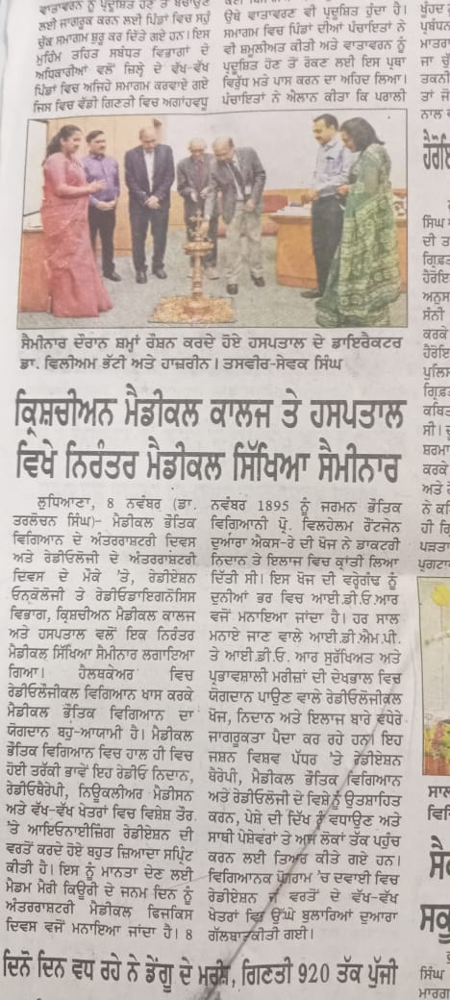 ਵਾਤਾਵਰਨ ਨੂੰ ਪ੍ਰਦੂਸ਼ਿਤ ਹੋਣ ਤੋਂ ਬਚਾਉਣ
ਲਈ ਜਾਗਰੂਕ ਕਰਨ ਲਈ ਪਿੰਡਾਂ ਵਿਚ ਸਹੁੰ
ਚੁੱਕ ਸਮਾਗਮ ਸ਼ੁਰੂ ਕਰ ਦਿੱਤੇ ਗਏ ਹਨ। ਇਸ
ਮੁਹਿੰਮ ਤਹਿਤ ਸਬੰਧਤ ਵਿਭਾਗਾਂ ਦੇ
ਅਧਿਕਾਰੀਆਂ ਵਲੋਂ ਜ਼ਿਲ੍ਹੇ ਦੇ ਵੱਖ-ਵੱਖ
ਪਿੰਡਾਂ ਵਿਚ ਅਜਿਹੇ ਸਮਾਗਮ ਕਰਵਾਏ ਗਏ
ਜਿਸ ਵਿਚ ਵੱਡੀ ਗਿਣਤੀ ਵਿਚ ਅਗਾਂਹਵਧੂ
ਉਥੇ ਵਾਤਾਵਰਣ ਵੀ ਪ੍ਰਦੂਸ਼ਿਤ ਹੁੰਦਾ ਹੈ।
ਸਮਾਗਮ ਵਿਚ ਪਿੰਡਾਂ ਦੀਆਂ ਪੰਚਾਇਤਾਂ ਨੇ
ਵੀ ਸ਼ਮੂਲੀਅਤ ਕੀਤੀ ਅਤੇ ਵਾਤਾਵਰਨ ਨੂੰ
ਪ੍ਰਦੂਸ਼ਿਤ ਹੋਣ ਤੋਂ ਰੋਕਣ ਲਈ ਇਸ ਪ੍ਰਥਾ
ਵਿਰੁੱਧ ਮਤੇ ਪਾਸ ਕਰਨ ਦਾ ਅਹਿਦ ਲਿਆ।
ਪੰਚਾਇਤਾਂ ਨੇ ਐਲਾਨ ਕੀਤਾ ਕਿ ਪਰਾਲੀ
ਸੈਮੀਨਾਰ ਦੌਰਾਨ ਸ਼ਮ੍ਹਾਂ ਰੌਸ਼ਨ ਕਰਦੇ ਹੋਏ ਹਸਪਤਾਲ ਦੇ ਡਾਇਰੈਕਟਰ
ਡਾ. ਵਿਲੀਅਮ ਭੱਟੀ ਅਤੇ ਹਾਜ਼ਰੀਨ। ਤਸਵੀਰ-ਸੇਵਕ ਸਿੰਘ
ਕ੍ਰਿਸ਼ਚੀਅਨ ਮੈਡੀਕਲ ਕਾਲਜ ਤੇ ਹਸਪਤਾਲ
ਵਿਖੇ ਨਿਰੰਤਰ ਮੈਡੀਕਲ ਸਿੱਖਿਆ ਸੈਮੀਨਾਰ
ਲੁਧਿਆਣਾ, 8 ਨਵੰਬਰ (ਡਾ.
ਤਰਲੋਚਨ ਸਿੰਘ)- ਮੈਡੀਕਲ ਭੌਤਿਕ
ਵਿਗਿਆਨ ਦੇ ਅੰਤਰਰਾਸ਼ਟਰੀ ਦਿਵਸ
ਅਤੇ ਰੇਡੀਓਲੋਜੀ ਦੇ ਅੰਤਰਰਾਸ਼ਟਰੀ
ਦਿਵਸ ਦੇ ਮੌਕੇ 'ਤੇ, ਰੇਡੀਏਸ਼ਨ
ਓਨਕੋਲੋਜੀ ਤੇ ਰੇਡੀਓਡਾਇਗਨੋਸਿਸ
ਵਿਭਾਗ, ਕ੍ਰਿਸ਼ਚੀਅਨ ਮੈਡੀਕਲ ਕਾਲਜ
ਅਤੇ ਹਸਪਤਾਲ ਵਲੋਂ ਇਕ ਨਿਰੰਤਰ
ਮੈਡੀਕਲ ਸਿੱਖਿਆ ਸੈਮੀਨਾਰ ਲਗਾਇਆ
ਗਿਆ। ਹੈਲਥਕੇਅਰ ਵਿਚ
ਰੇਡੀਓਲੋਜੀਕਲ ਵਿਗਿਆਨ ਖਾਸ ਕਰਕੇ
ਮੈਡੀਕਲ ਭੌਤਿਕ ਵਿਗਿਆਨ ਦਾ
ਯੋਗਦਾਨ ਬਹੁ-ਆਯਾਮੀ ਹੈ। ਮੈਡੀਕਲ
ਭੌਤਿਕ ਵਿਗਿਆਨ ਵਿਚ ਹਾਲ ਹੀ ਵਿਚ
ਹੋਈ ਤਰੱਕੀ ਭਾਵੇਂ ਇਹ ਰੇਡੀਓ ਨਿਦਾਨ,
ਰੇਡੀਓਥੈਰੇਪੀ, ਨਿਊਕਲੀਅਰ ਮੈਡੀਸਨ
ਅਤੇ ਵੱਖ-ਵੱਖ ਖੇਤਰਾਂ ਵਿਚ ਵਿਸ਼ੇਸ਼ ਤੌਰ
'ਤੇ ਆਇਓਨਾਈਜ਼ਿੰਗ ਰੇਡੀਏਸ਼ਨ ਦੀ
ਵਰਤੋਂ ਕਰਦੇ ਹੋਏ ਬਹੁਤ ਜ਼ਿਆਦਾ ਸਪ੍ਰਿੰਟ
ਕੀਤੀ ਹੈ। ਇਸ ਨੂੰ ਮਾਨਤਾ ਦੇਣ ਲਈ
ਮੈਡਮ ਮੈਰੀ ਕਿਊਰੀ ਦੇ ਜਨਮ ਦਿਨ ਨੂੰ
ਅੰਤਰਰਾਸ਼ਟਰੀ ਮੈਡੀਕਲ ਫਿਜਿਕਸ
ਦਿਵਸ ਵਜੋਂ ਮਨਾਇਆ ਜਾਂਦਾ ਹੈ। 8
ਨਵੰਬਰ 1895 ਨੂੰ ਜਰਮਨ ਭੌਤਿਕ
ਵਿਗਿਆਨੀ ਪ੍ਰੋ. ਵਿਲਹੇਲਮ ਰੌਂਟਜੇਨ
ਦੁਆਰਾ ਐਕਸ-ਰੇ ਦੀ ਖੋਜ ਨੇ ਡਾਕਟਰੀ
ਨਿਦਾਨ ਤੇ ਇਲਾਜ ਵਿਚ ਕ੍ਰਾਂਤੀ ਲਿਆ
ਦਿੱਤੀ ਸੀ। ਇਸ ਖੋਜ ਦੀ ਵਰ੍ਹੇਗੰਢ ਨੂੰ
ਦੁਨੀਆਂ ਭਰ ਵਿਚ ਆਈ.ਡੀ.ਓ.ਆਰ
ਵਜੋਂ ਮਨਾਇਆ ਜਾਂਦਾ ਹੈ। ਹਰ ਸਾਲ
ਮਨਾਏ ਜਾਣ ਵਾਲੇ ਆਈ.ਡੀ.ਐਮ.ਪੀ.
ਤੇ ਆਈ.ਡੀ.ਓ. ਆਰ ਸੁਰੱਖਿਅਤ ਅਤੇ
ਪ੍ਰਭਾਵਸ਼ਾਲੀ ਮਰੀਜ਼ਾਂ ਦੀ ਦੇਖਭਾਲ ਵਿਚ
ਯੋਗਦਾਨ ਪਾਉਣ ਵਾਲੇ ਰੇਡੀਓਲੋਜੀਕਲ
ਖੋਜ, ਨਿਦਾਨ ਅਤੇ ਇਲਾਜ ਬਾਰੇ ਵਧੇਰੇ
ਜਾਗਰੂਕਤਾ ਪੈਦਾ ਕਰ ਰਹੇ ਹਨ। ਇਹ
ਜਸ਼ਨ ਵਿਸ਼ਵ ਪੱਧਰ 'ਤੇ ਰੇਡੀਏਸ਼ਨ
ਥੈਰੇਪੀ, ਮੈਡੀਕਲ ਭੌਤਿਕ ਵਿਗਿਆਨ
ਅਤੇ ਰੇਡੀਓਲੋਜੀ ਦੇ ਵਿਸ਼ੇ ਨੂੰ ਉਤਸ਼ਾਹਿਤ
ਕਰਨ, ਪੇਸ਼ੇ ਦੀ ਦਿੱਖ ਨੂੰ ਵਧਾਉਣ ਅਤੇ
ਸਾਥੀ ਪੇਸ਼ੇਵਰਾਂ ਤੇ ਆਮ ਲੋਕਾਂ ਤੱਕ ਪਹੁੰਚ
ਕਰਨ ਲਈ ਤਿਆਰ ਕੀਤੇ ਗਏ ਹਨ।
ਵਿਗਿਆਨਕ ਪ੍ਰੋਗਰਾਮ 'ਚ ਦਵਾਈ ਵਿਚ
ਰੇਡੀਏਸ਼ਨ ਦੇ ਵਰਤੋਂ ਦੇ ਵੱਖ-ਵੱਖ
ਖੇਤਰਾਂ ਵਿਚ ਉੱਘੇ ਬੁਲਾਰਿਆਂ ਦੁਆਰਾ
ਗੱਲਬਾਤ ਕੀਤੀ ਗਈ।
ਦਿਨੋ ਦਿਨ ਵਧ ਰਹੇ ਨੇ ਡੇਂਗੂ ਦੇ ਮਰੀਜ਼, ਗਿਣਤੀ 920 ਤੱਕ ਪੁੱਜੀ